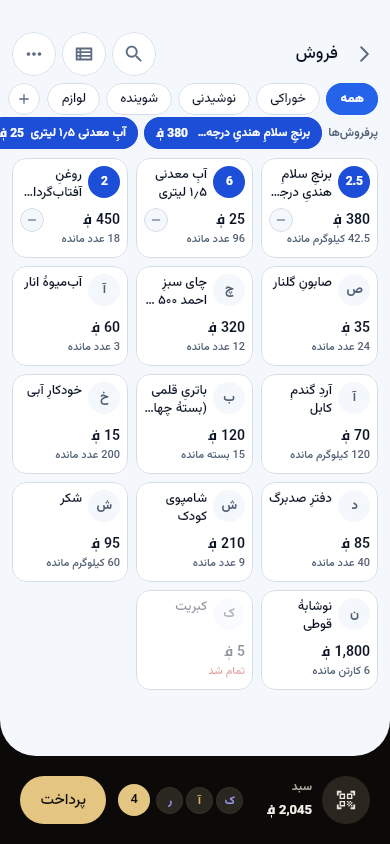 فروش
همه
خوراکی
نوشیدنی
شوینده
لوازم
پرفروش‌ها
برنج سلامِ هندیِ درجه… 380 ؋
آبِ معدنی ۱٫۵ لیتری 25 ؋
2.5
برنج سلامِ
هندیِ درج…
380 ؋
42.5 کیلوگرم مانده
6
آبِ معدنی
۱٫۵ لیتری
25 ؋
96 عدد مانده
2
روغنِ
آفتاب‌گردا…
450 ؋
18 عدد مانده
ص
صابونِ گلنار
35 ؋
24 عدد مانده
چ
چای سبزِ
احمد ۵۰۰ …
320 ؋
12 عدد مانده
آ
آب‌میوهٔ انار
60 ؋
3 عدد مانده
آ
آردِ گندمِ
کابل
70 ؋
120 کیلوگرم مانده
ب
باتریِ قلمی
(بستهٔ چها…
120 ؋
15 بسته مانده
خ
خودکارِ آبی
15 ؋
200 عدد مانده
د
دفترِ صدبرگ
85 ؋
40 عدد مانده
ش
شامپوی
کودک
210 ؋
9 عدد مانده
ش
شکر
95 ؋
60 کیلوگرم مانده
ن
نوشابهٔ
قوطی
1,800 ؋
6 کارتن مانده
ک
کبریت
5 ؋
تمام شد
سبد
2,045 ؋
ک
آ
ر
4
پرداخت